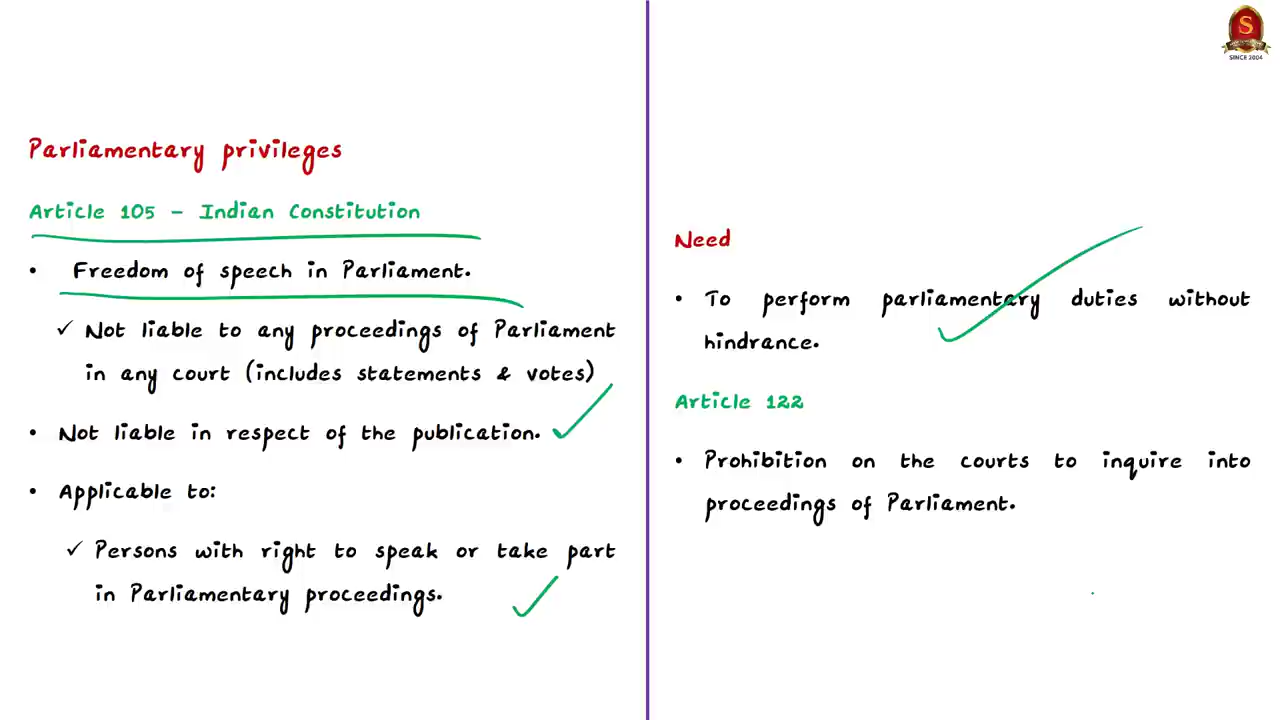 Parliamentary privileges
Article 105 - Indian Constitution
• Freedom of speech in Parliament.
✓ Not liable to any proceedings of Parliament
in any court (includes statements & votes)
• Not liable in respect of the publication.
• Applicable to:
✓ Persons with right to speak or take part
in Parliamentary proceedings.
S
SINCE 2004
Need
• To perform parliamentary duties without
hindrance.
Article 122
• Prohibition on the courts to inquire into
proceedings of Parliament.